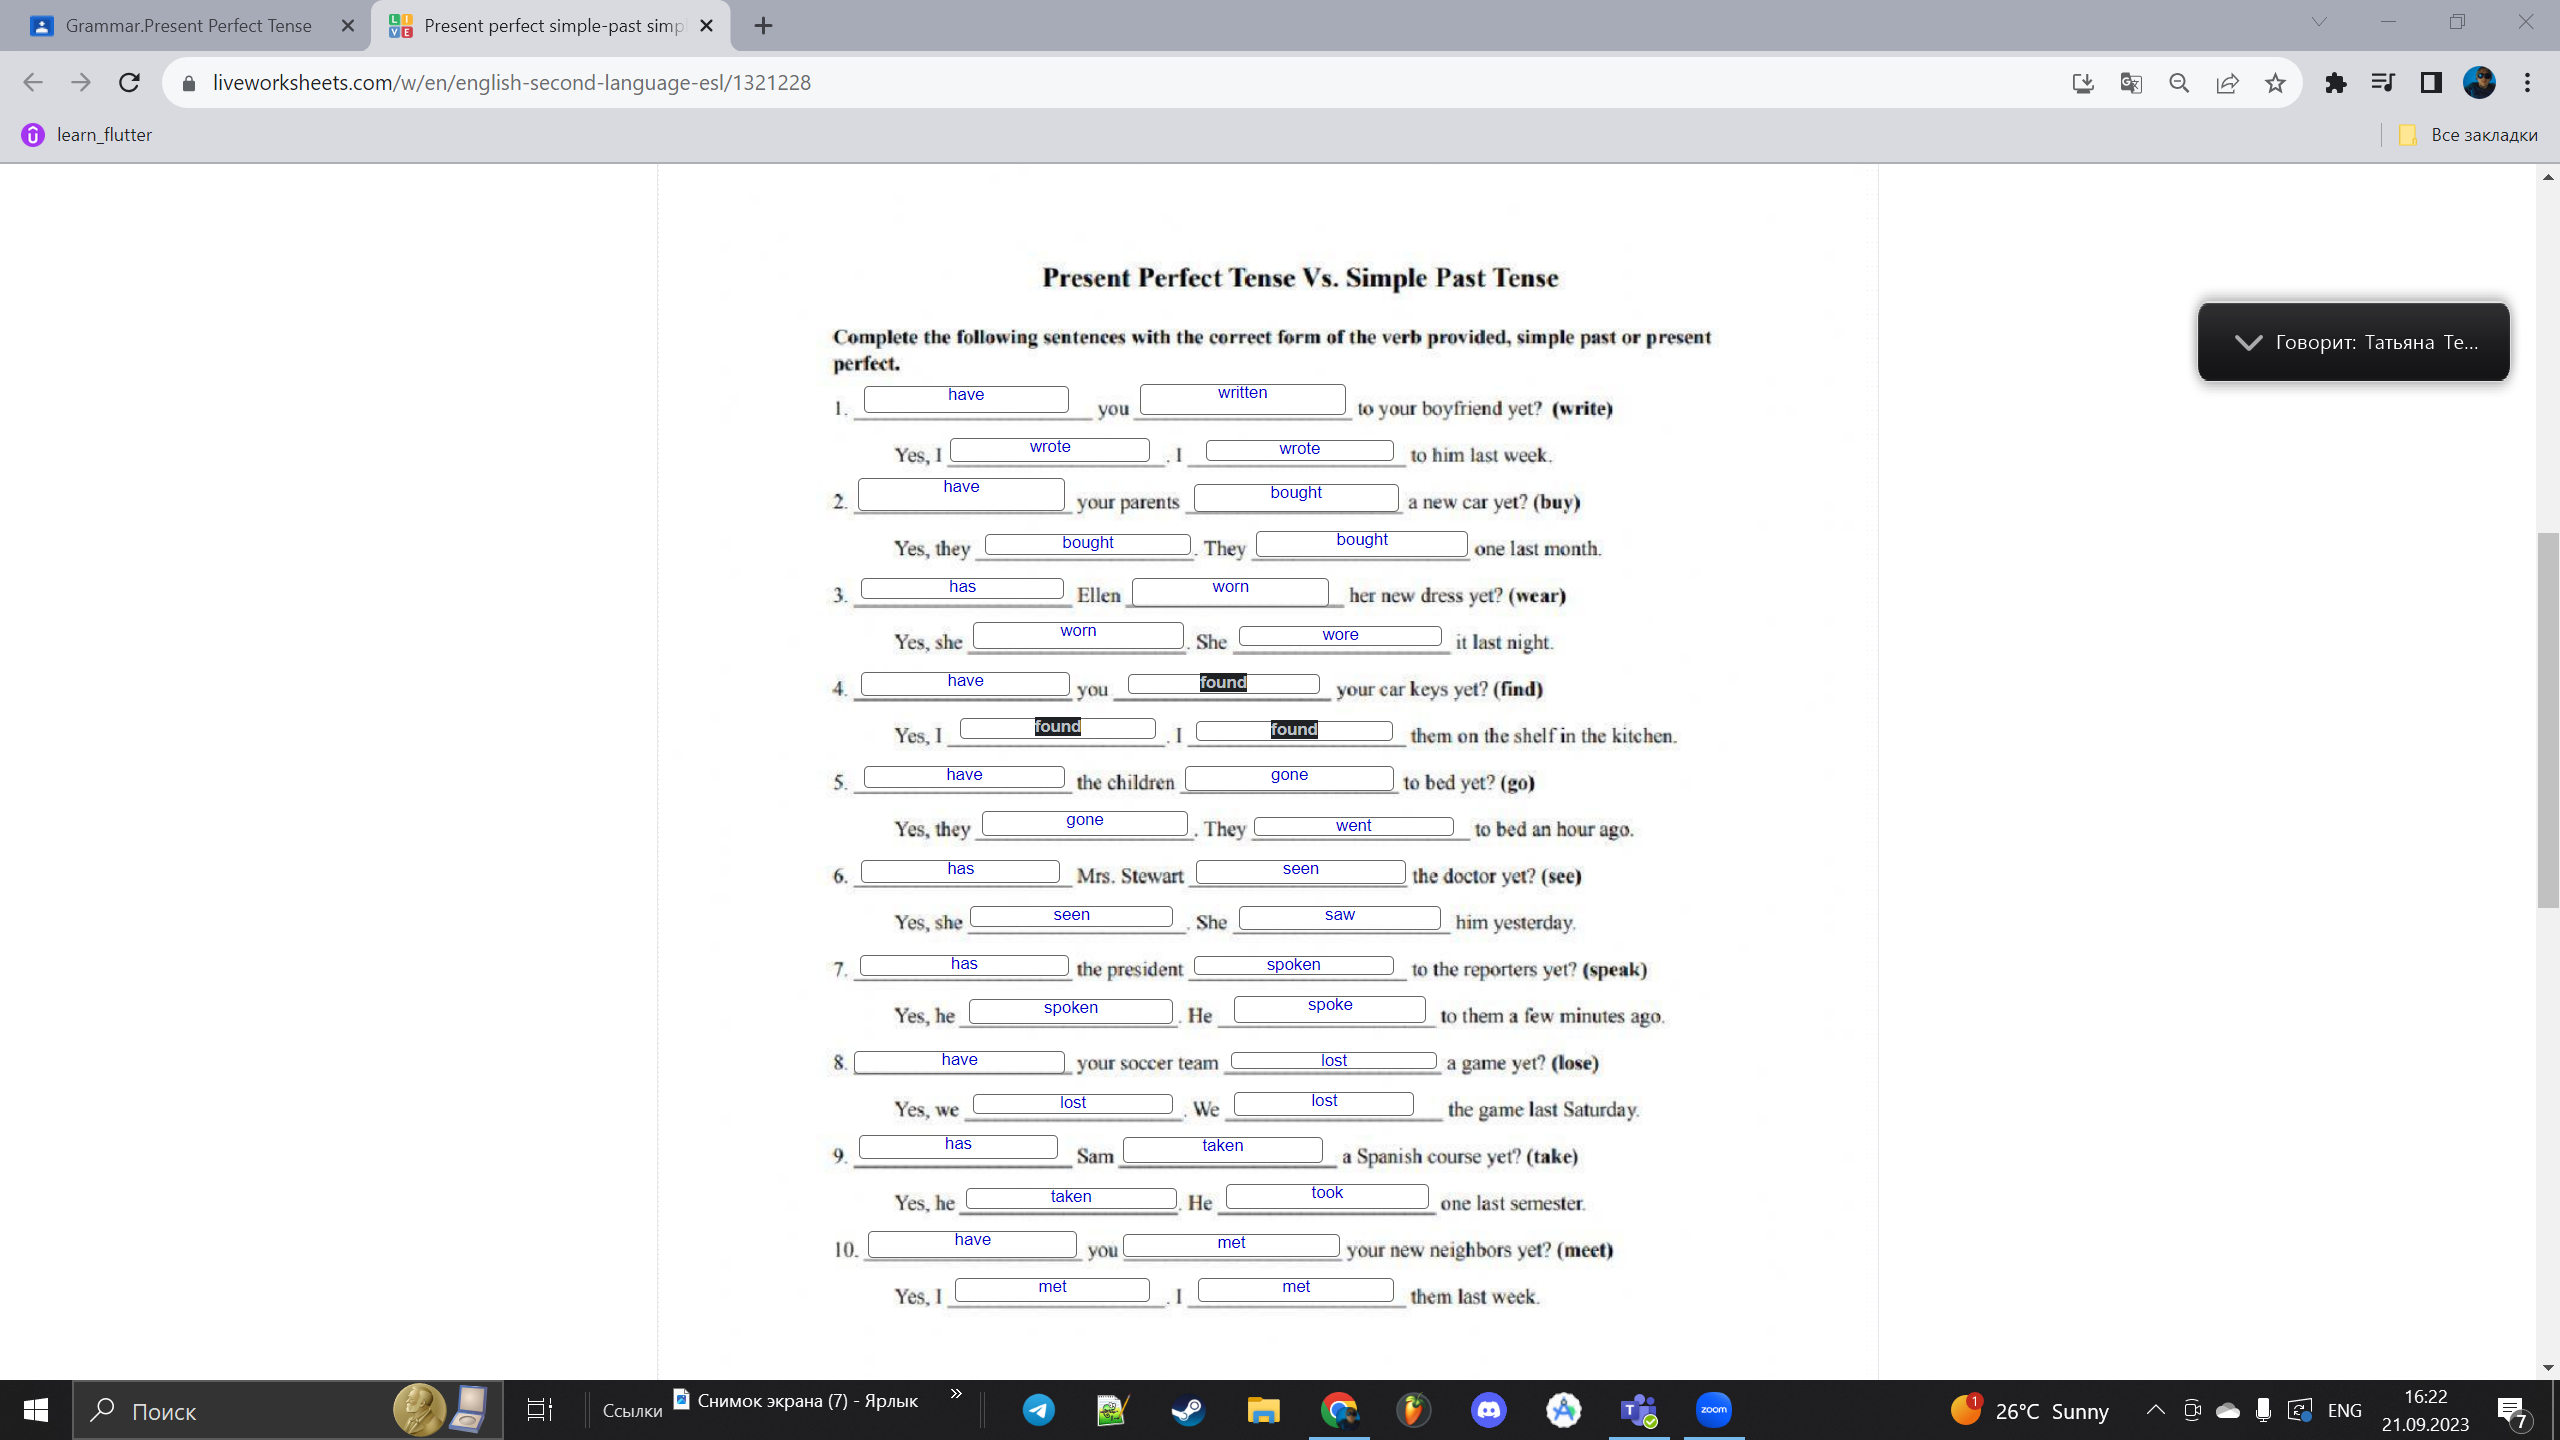 Grammar.Present Perfect Tense
Present perfect simple-past simp
liveworksheets.com/w/en/english-second-language-esl/1321228
learn_flutter
Все закладки
Present Perfect Tense Vs. Simple Past Tense
Говорит: Татьяна Те...
Complete the following sentences with the correct form of the verb provided, simple past or present
perfect.
1. have you written to your boyfriend yet? (write)
Yes, I wrote . I wrote to him last week.
2. have your parents bought a new car yet? (buy)
Yes, they bought . They bought one last month.
3. has Ellen worn her new dress yet? (wear)
Yes, she worn . She wore it last night.
4. have you found your car keys yet? (find)
Yes, I found . I found them on the shelf in the kitchen.
5. have the children gone to bed yet? (go)
Yes, they gone . They went to bed an hour ago.
6. has Mrs. Stewart seen the doctor yet? (see)
Yes, she seen . She saw him yesterday.
7. has the president spoken to the reporters yet? (speak)
Yes, he spoken . He spoke to them a few minutes ago.
8. have your soccer team lost a game yet? (lose)
Yes, we lost . We lost the game last Saturday.
9. has Sam taken a Spanish course yet? (take)
Yes, he taken . He took one last semester.
10. have you met your new neighbors yet? (meet)
Yes, I met . I met them last week.
Поиск
Ссылки
Снимок экрана (7) - Ярлык
zoom
1
26°C Sunny
ENG
16:22
21.09.2023
7